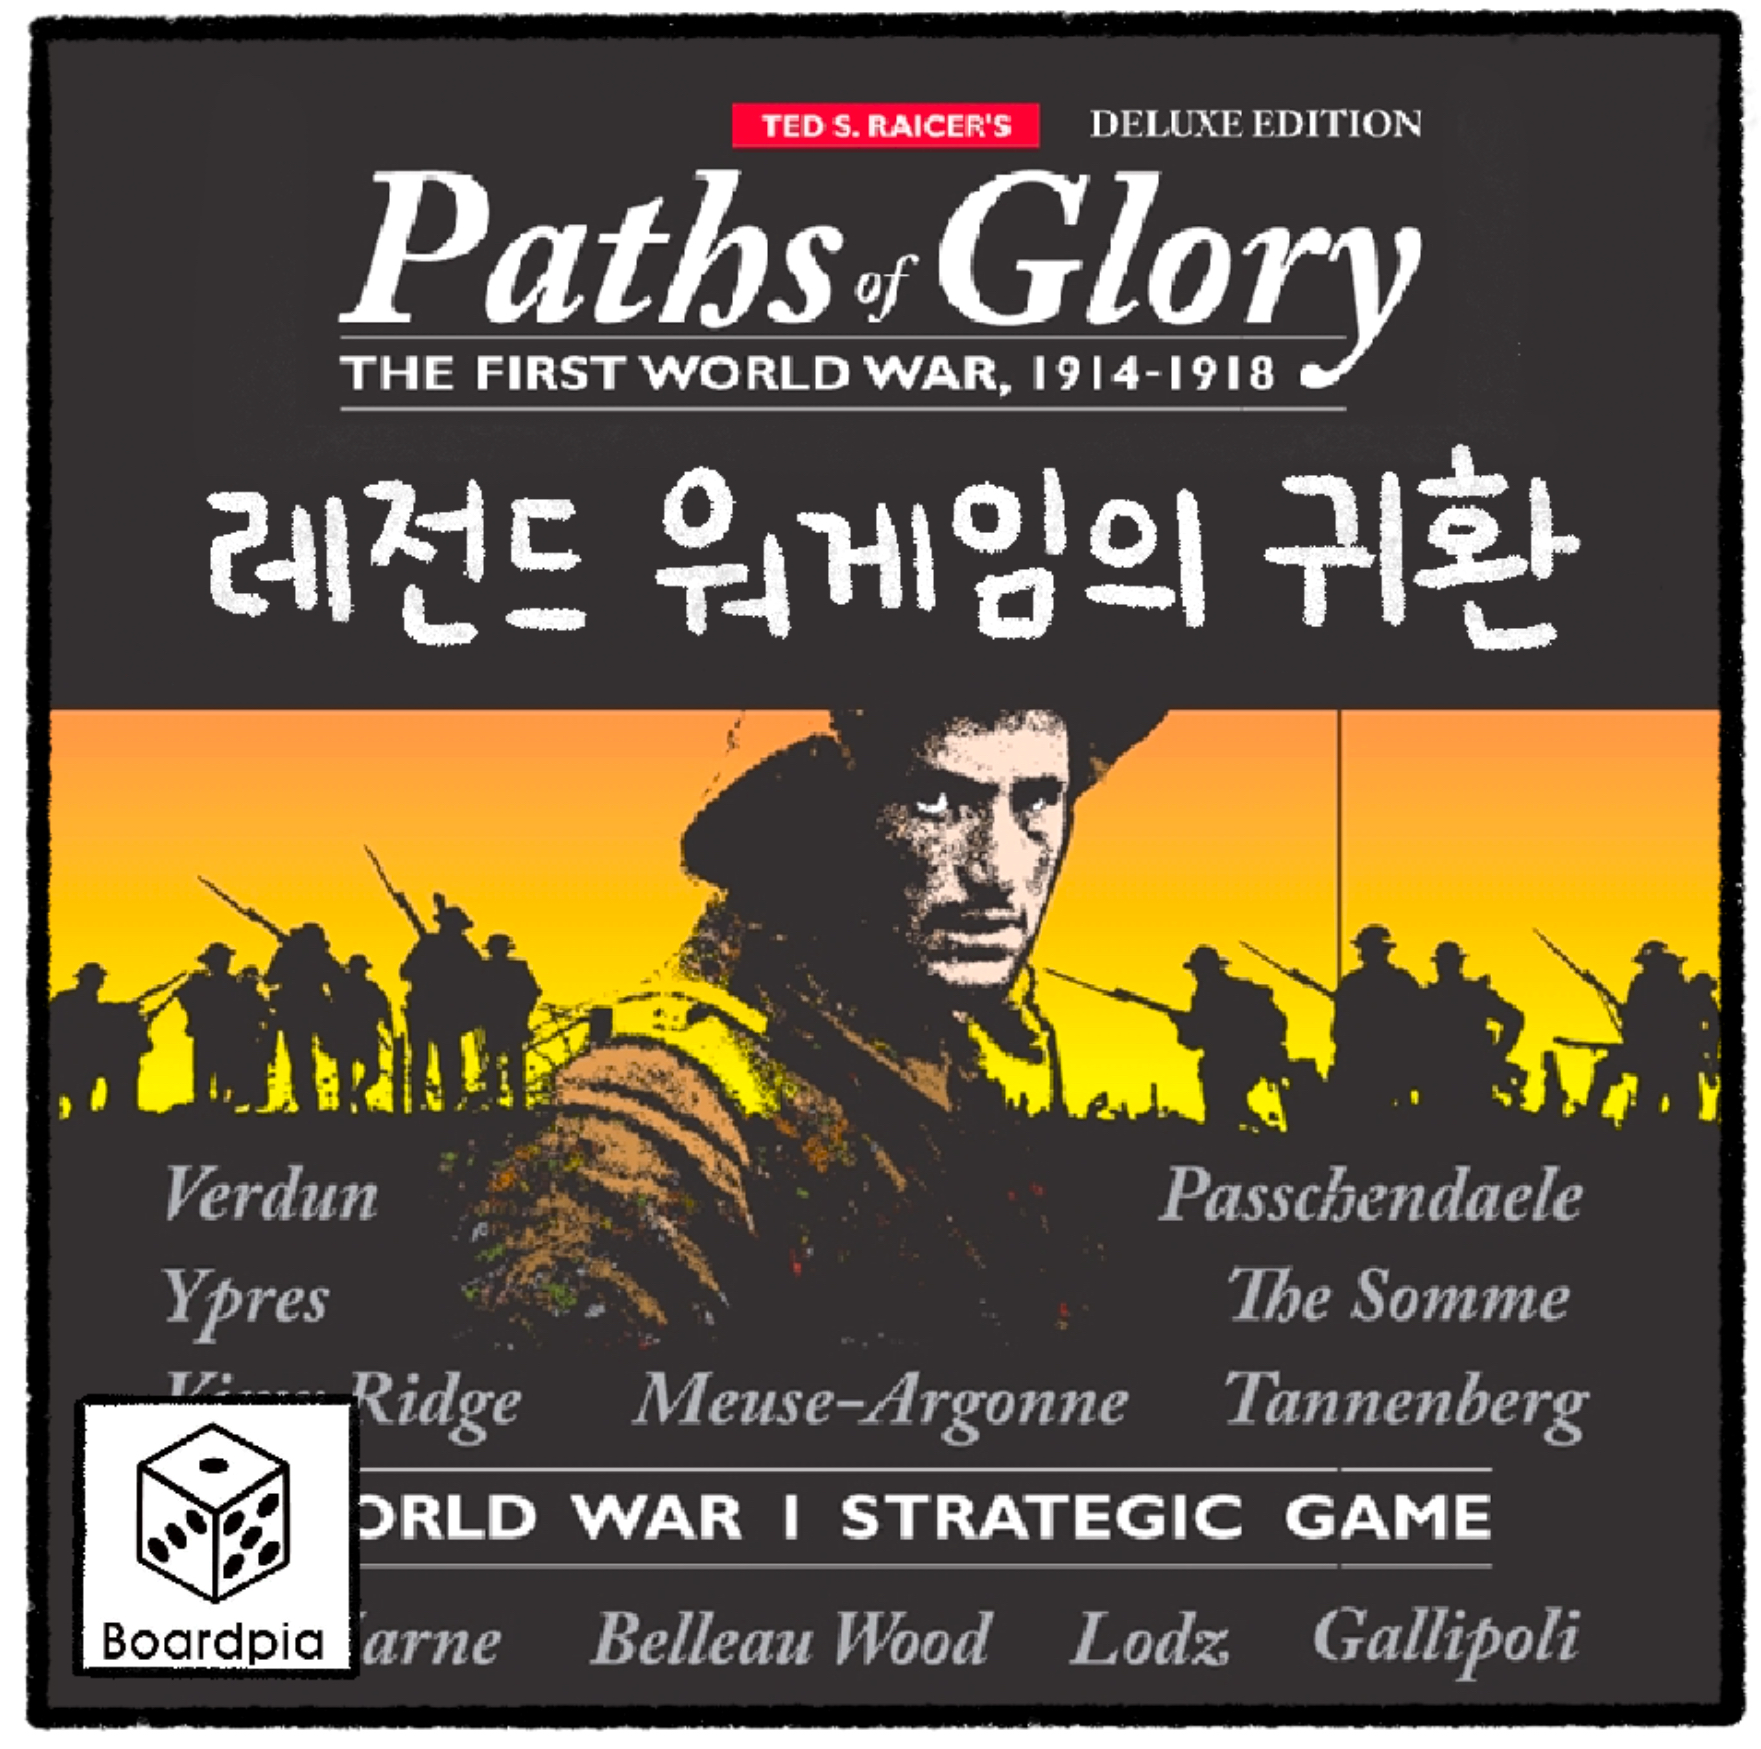 TED S. RAICER'S DELUXE EDITION
Paths of Glory
THE FIRST WORLD WAR, 1914-1918
레전드 워게임의 귀환
Verdun Passchendaele
Ypres The Somme
Ridge Meuse-Argonne Tannenberg
WAR I STRATEGIC GAME
Belleau Wood Lodz Gallipoli
Boardpia